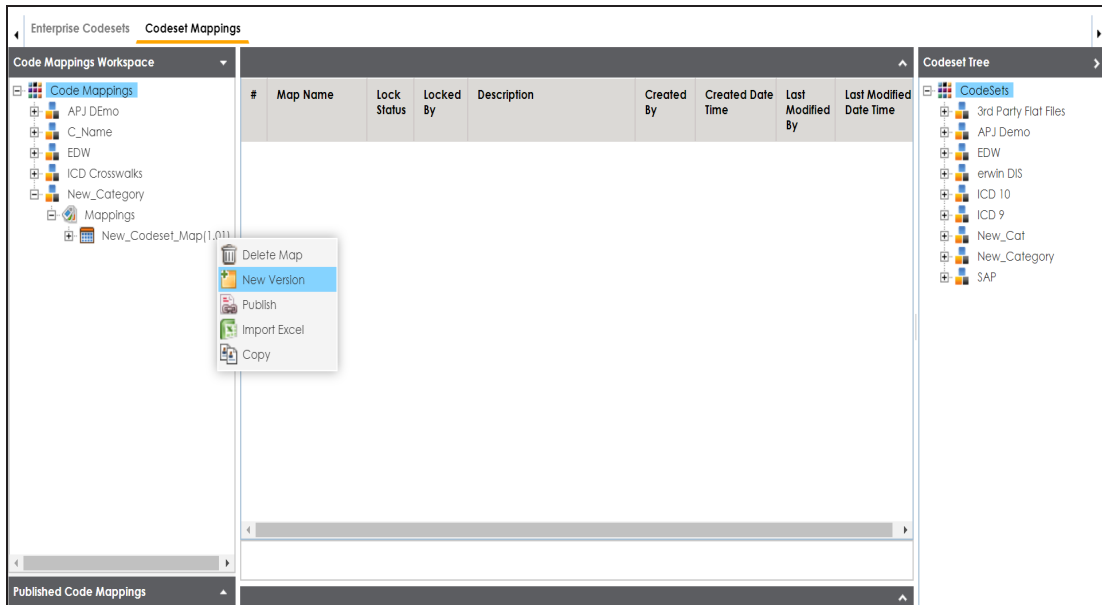 Enterprise Codesets Codeset Mappings
Code Mappings Workspace
Code Mappings
APJ DEmo
C_Name
EDW
ICD Crosswalks
New_Category
Mappings
New_Codeset_Map(1.01)
Delete Map
New Version
Publish
Import Excel
Copy
Published Code Mappings
# Map Name Lock Status Locked By Description Created By Created Date Time Last Modified By Last Modified Date Time
Codeset Tree
CodeSets
3rd Party Flat Files
APJ Demo
EDW
erwin DIS
ICD 10
ICD 9
New_Cat
New_Category
SAP